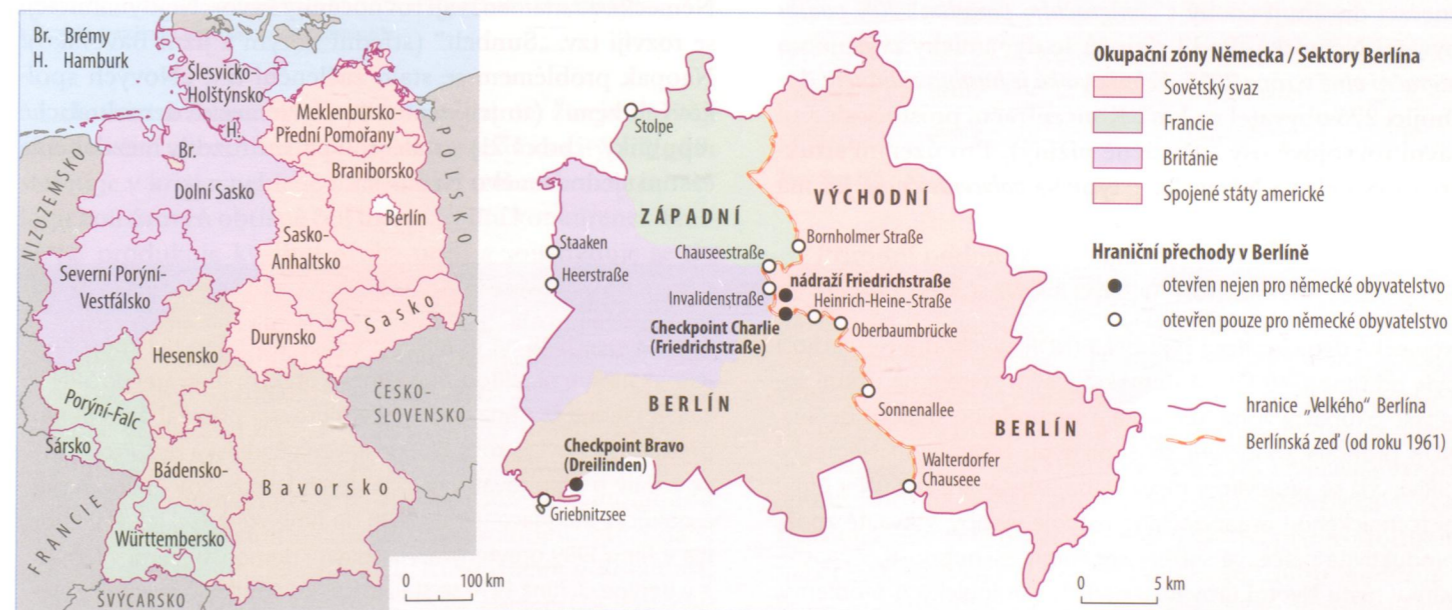 Br. Brémy
H. Hamburk
Šlesvicko-
Holštýnsko
H.
Meklenbursko-
Přední Pomořany
Br.
Dolní Sasko
Braniborsko
Berlín
Sasko-
Anhaltsko
NIZOZEMSKO
POLSKO
Severní Porýní-
Vestfálsko
Sasko
Durynsko
Hesensko
ČESKO-
SLOVENSKO
Porýní-Falc
Sársko
Bádensko-
Bavorsko
Württembersko
FRANCIE
ŠVÝCARSKO
0 100 km
Stolpe
ZÁPADNÍ
VÝCHODNÍ
Staaken
Heerstraße
Chauseestraße
Bornholmer Straße
nádraží Friedrichstraße
Invalidenstraße
Heinrich-Heine-Straße
Checkpoint Charlie
(Friedrichstraße)
Oberbaumbrücke
BERLÍN
Sonnenallee
BERLÍN
Checkpoint Bravo
(Dreilinden)
Walterdorfer
Chauseee
Griebnitzsee
0 5 km
Okupační zóny Německa / Sektory Berlína
Sovětský svaz
Francie
Británie
Spojené státy americké
Hraniční přechody v Berlíně
otevřen nejen pro německé obyvatelstvo
otevřen pouze pro německé obyvatelstvo
hranice „Velkého“ Berlína
Berlínská zeď (od roku 1961)